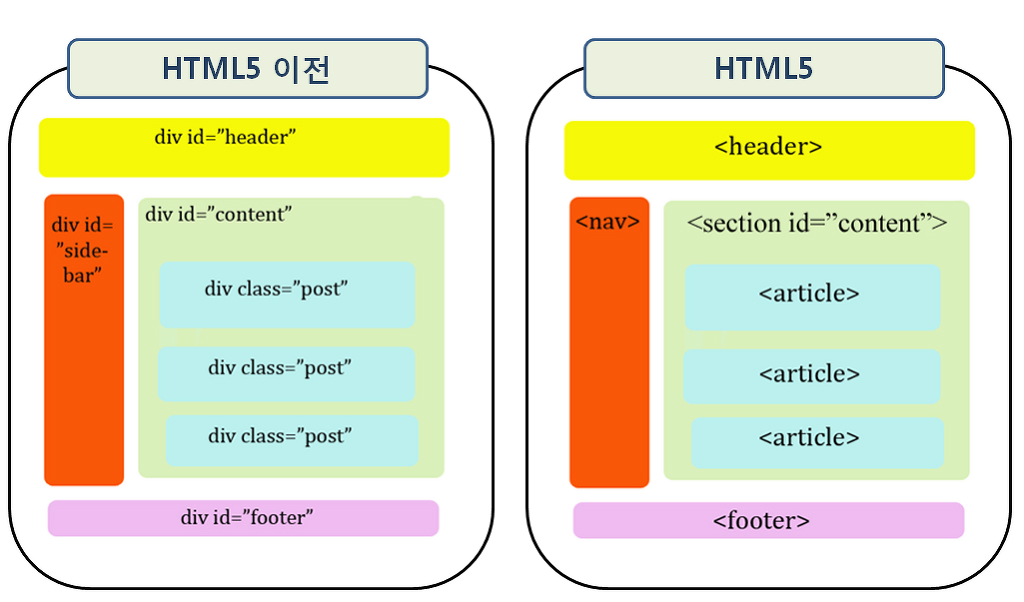 HTML5 이전
div id=”header”
div id=
”side-
bar”
div id=”content”
div class=”post”
div class=”post”
div class=”post”
div id=”footer”
HTML5
<header>
<nav>
<section id=”content”>
<article>
<article>
<article>
<footer>